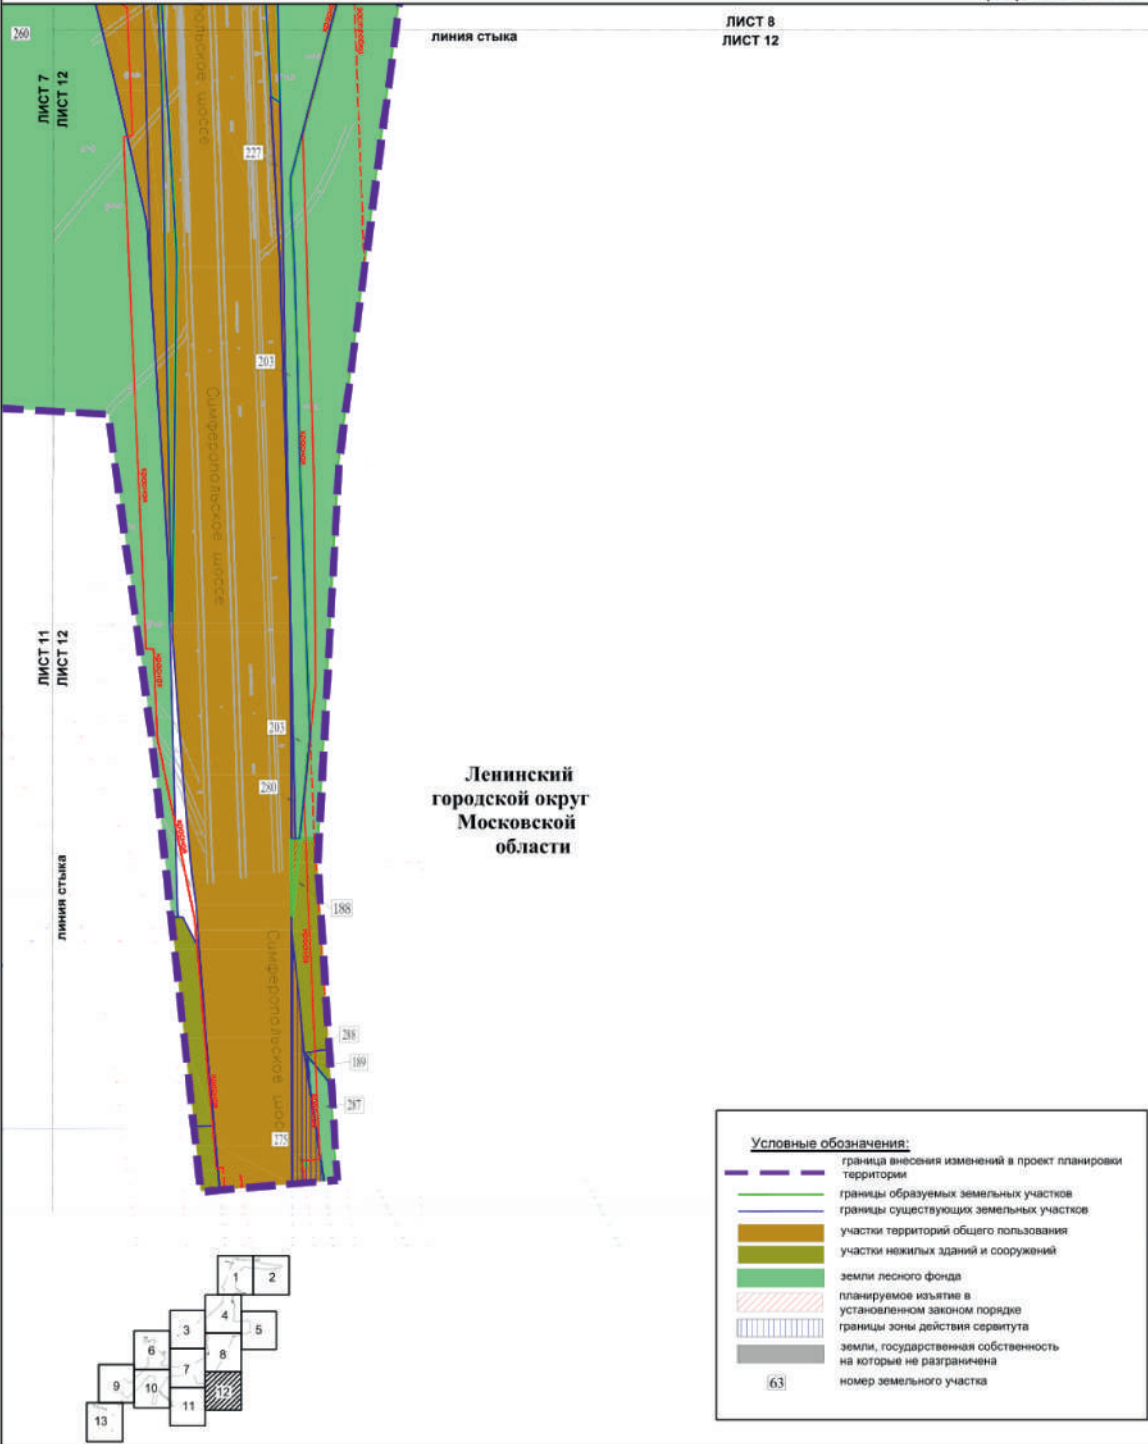 260
ЛИСТ 7
ЛИСТ 12
линия стыка
ЛИСТ 8
ЛИСТ 12
227
203
Симферопольское шоссе
ЛИСТ 11
ЛИСТ 12
203
280
Ленинский
городской округ
Московской
области
линия стыка
188
288
189
287
275
Условные обозначения:
граница внесения изменений в проект планировки
территории
границы образуемых земельных участков
границы существующих земельных участков
участки территорий общего пользования
участки нежилых зданий и сооружений
земли лесного фонда
планируемое изъятие в
установленном законом порядке
границы зоны действия сервитута
земли, государственная собственность
на которые не разграничена
63
номер земельного участка
1
2
4
3
5
6
8
7
9
10
12
11
13